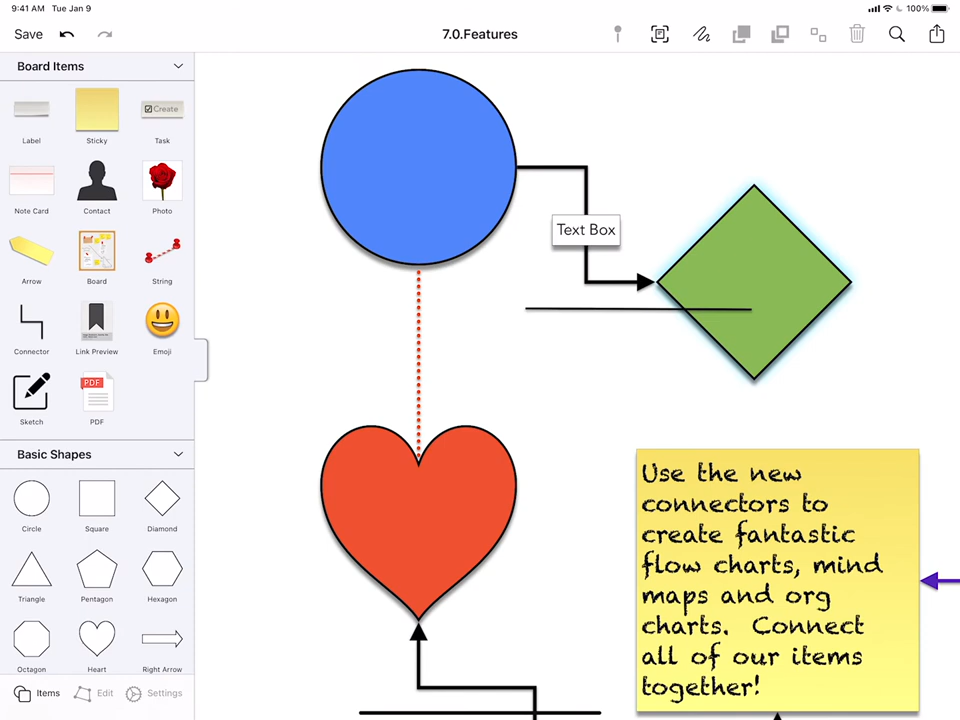 9:41 AM Tue Jan 9
100%
Save
7.0.Features
Board Items
Label
Sticky
Create
Task
Note Card
Contact
Photo
Arrow
Board
String
Connector
Link Preview
Emoji
Sketch
PDF
PDF
Basic Shapes
Circle
Square
Diamond
Triangle
Pentagon
Hexagon
Octagon
Heart
Right Arrow
Items
Edit
Settings
Text Box
Use the new
connectors to
create fantastic
flow charts, mind
maps and org
charts. Connect
all of our items
together!